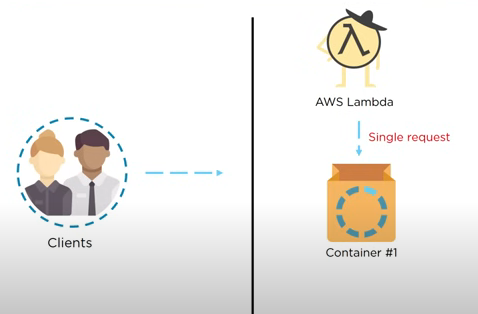 AWS Lambda
Single request
Clients
Container #1